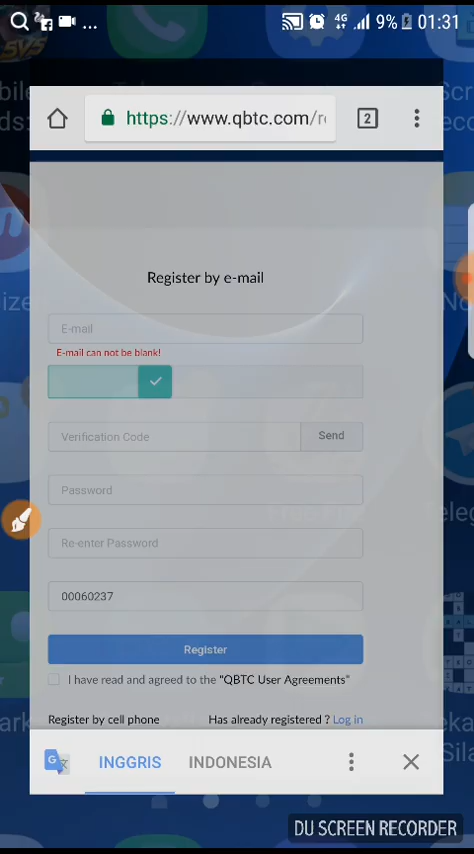 ... 4G 9% 01:31
https://www.qbtc.com/r
2
Register by e-mail
E-mail
E-mail can not be blank!
Verification Code Send
Password
Re-enter Password
00060237
Register
I have read and agreed to the "QBTC User Agreements"
Register by cell phone Has already registered ? Log in
INGGRIS INDONESIA
DU SCREEN RECORDER